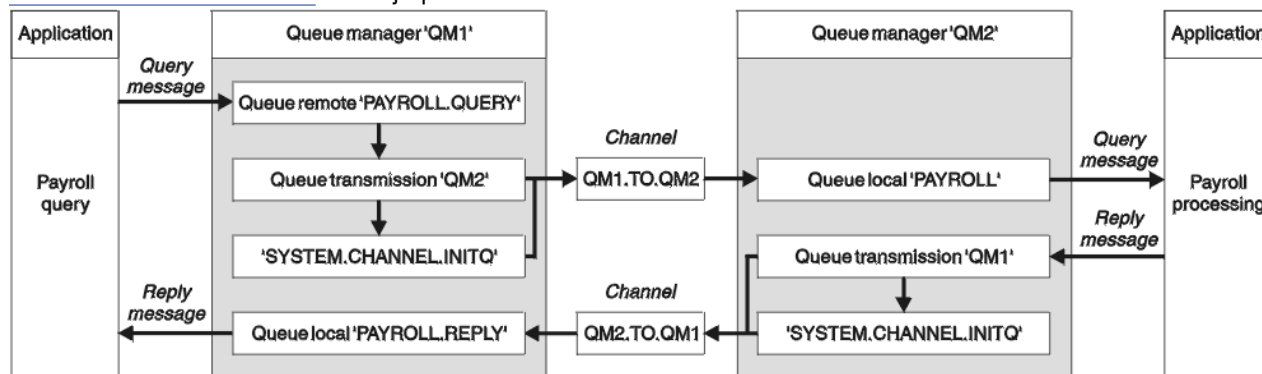 Application
Queue manager 'QM1'
Queue manager 'QM2'
Application
Query
message
Queue remote 'PAYROLL.QUERY'
Channel
Query
message
Payroll
query
Queue transmission 'QM2'
QM1.TO.QM2
Queue local 'PAYROLL'
Payroll
processing
Reply
message
'SYSTEM.CHANNEL.INITQ'
Queue transmission 'QM1'
Reply
message
Channel
Queue local 'PAYROLL.REPLY'
QM2.TO.QM1
'SYSTEM.CHANNEL.INITQ'